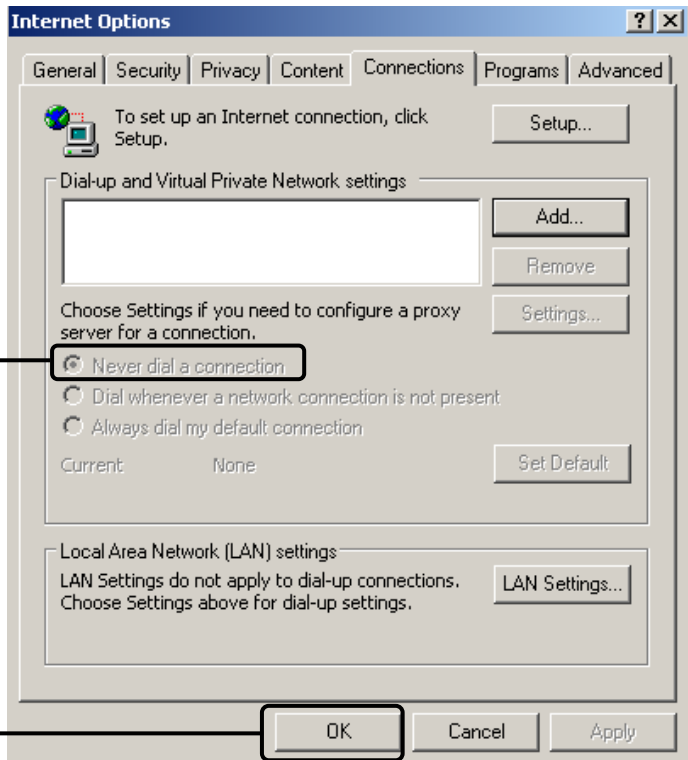 Internet Options
General Security Privacy Content Connections Programs Advanced
To set up an Internet connection, click
Setup.
Setup...
Dial-up and Virtual Private Network settings
Add...
Remove
Choose Settings if you need to configure a proxy
server for a connection.
Settings...
Never dial a connection
Dial whenever a network connection is not present
Always dial my default connection
Current None Set Default
Local Area Network (LAN) settings
LAN Settings do not apply to dial-up connections.
Choose Settings above for dial-up settings.
LAN Settings...
OK Cancel Apply